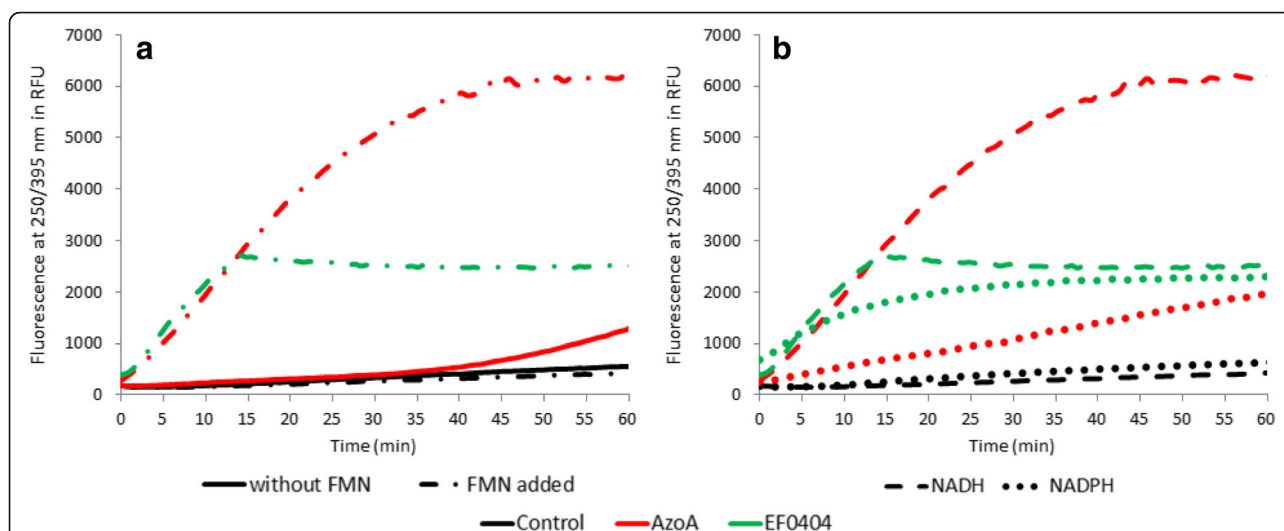 a
Fluorescence at 250/395 nm in RFU
7000
6000
5000
4000
3000
2000
1000
0
0 5 10 15 20 25 30 35 40 45 50 55 60
Time (min)
without FMN
FMN added
b
Fluorescence at 250/395 nm in RFU
7000
6000
5000
4000
3000
2000
1000
0
0 5 10 15 20 25 30 35 40 45 50 55 60
Time (min)
NADH
NADPH
Control
AzoA
EF0404